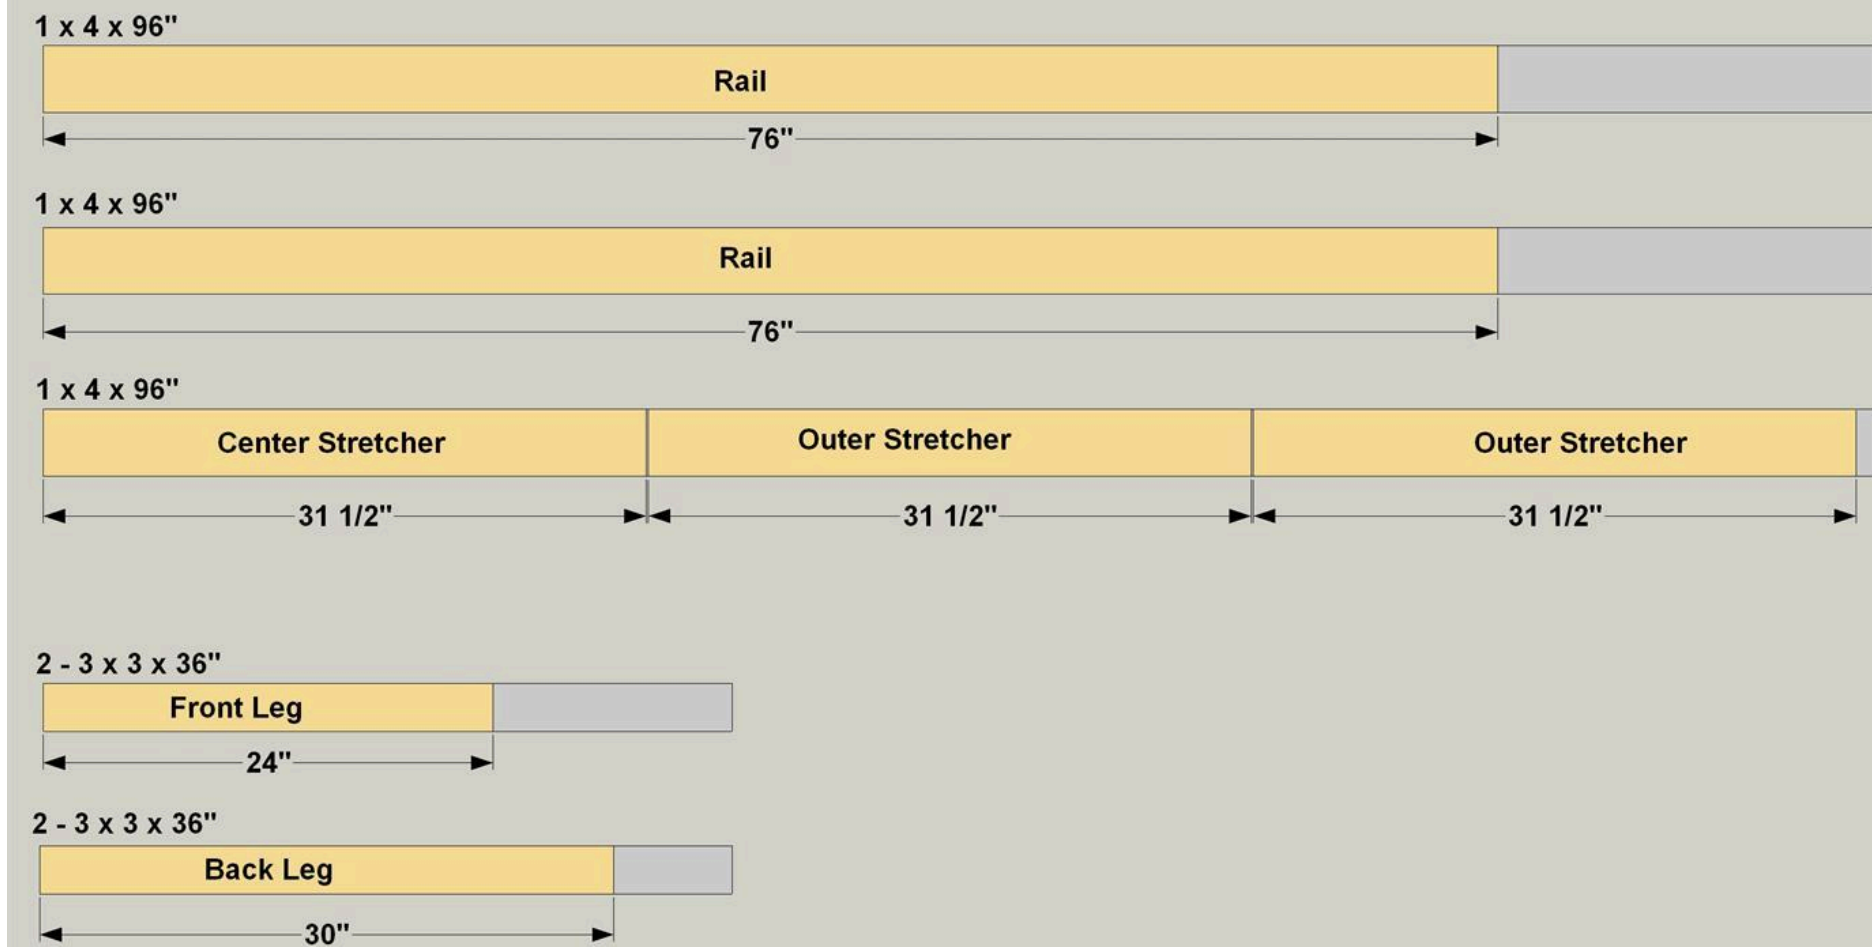 1 x 4 x 96"
Rail
76"
1 x 4 x 96"
Rail
76"
1 x 4 x 96"
Center Stretcher Outer Stretcher Outer Stretcher
31 1/2" 31 1/2" 31 1/2"
2 - 3 x 3 x 36"
Front Leg
24"
2 - 3 x 3 x 36"
Back Leg
30"